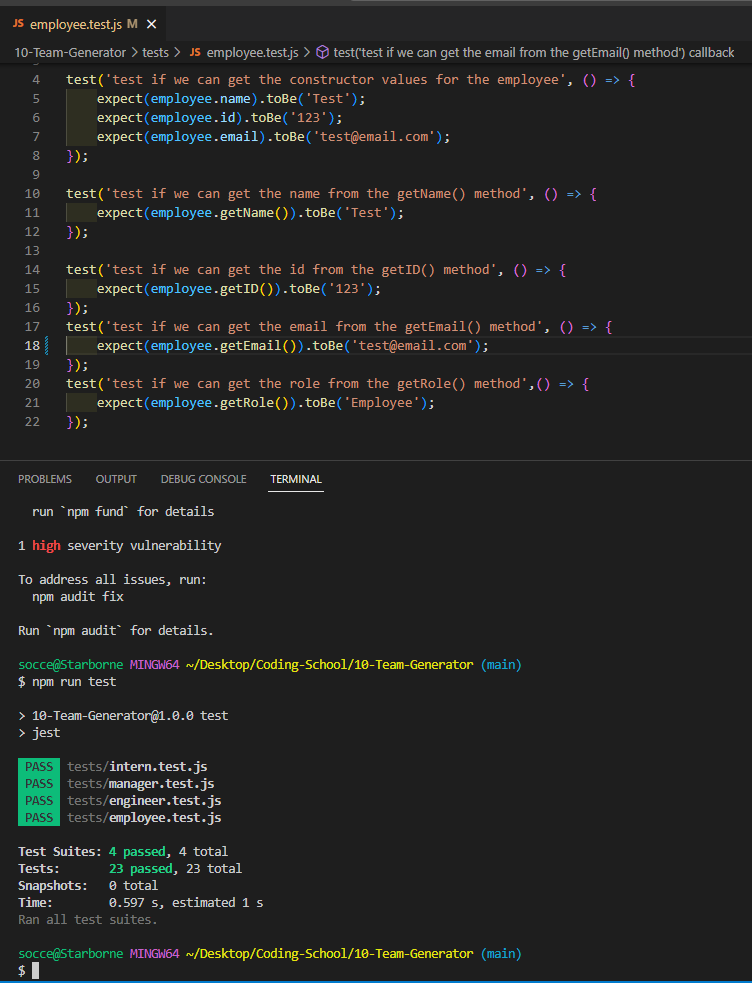 JS employee.test.js M ×
10-Team-Generator > tests > JS employee.test.js > test('test if we can get the email from the getEmail() method') callback
4 test('test if we can get the constructor values for the employee', () => {
5 expect(employee.name).toBe('Test');
6 expect(employee.id).toBe('123');
7 expect(employee.email).toBe('test@email.com');
8 });
9
10 test('test if we can get the name from the getName() method', () => {
11 expect(employee.getName()).toBe('Test');
12 });
13
14 test('test if we can get the id from the getID() method', () => {
15 expect(employee.getID()).toBe('123');
16 });
17 test('test if we can get the email from the getEmail() method', () => {
18 expect(employee.getEmail()).toBe('test@email.com');
19 });
20 test('test if we can get the role from the getRole() method',() => {
21 expect(employee.getRole()).toBe('Employee');
22 });
PROBLEMS OUTPUT DEBUG CONSOLE TERMINAL
run `npm fund` for details
1 high severity vulnerability
To address all issues, run:
npm audit fix
Run `npm audit` for details.
socce@Starborne MINGW64 ~/Desktop/Coding-School/10-Team-Generator (main)
$ npm run test
> 10-Team-Generator@1.0.0 test
> jest
PASS tests/intern.test.js
PASS tests/manager.test.js
PASS tests/engineer.test.js
PASS tests/employee.test.js
Test Suites: 4 passed, 4 total
Tests: 23 passed, 23 total
Snapshots: 0 total
Time: 0.597 s, estimated 1 s
Ran all test suites.
socce@Starborne MINGW64 ~/Desktop/Coding-School/10-Team-Generator (main)
$